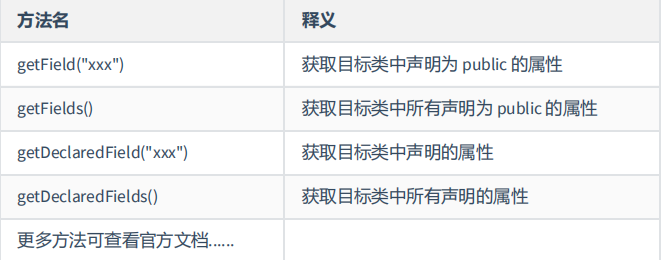 方法名 释义
getField("xxx") 获取目标类中声明为 public 的属性
getFields() 获取目标类中所有声明为 public 的属性
getDeclaredField("xxx") 获取目标类中声明的属性
getDeclaredFields() 获取目标类中所有声明的属性
更多方法可查看官方文档......